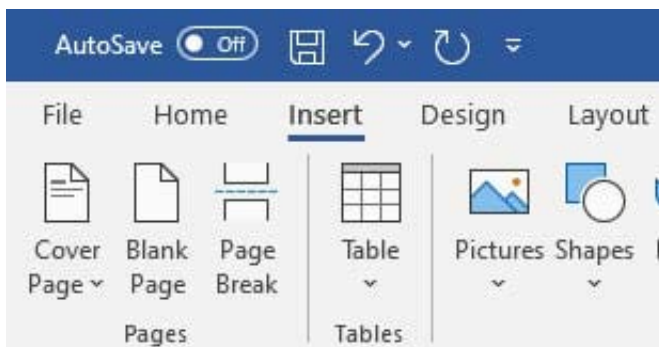 AutoSave Off
File Home Insert Design Layout
Cover Blank Page Table Pictures Shapes
Page Page Break
Pages Tables